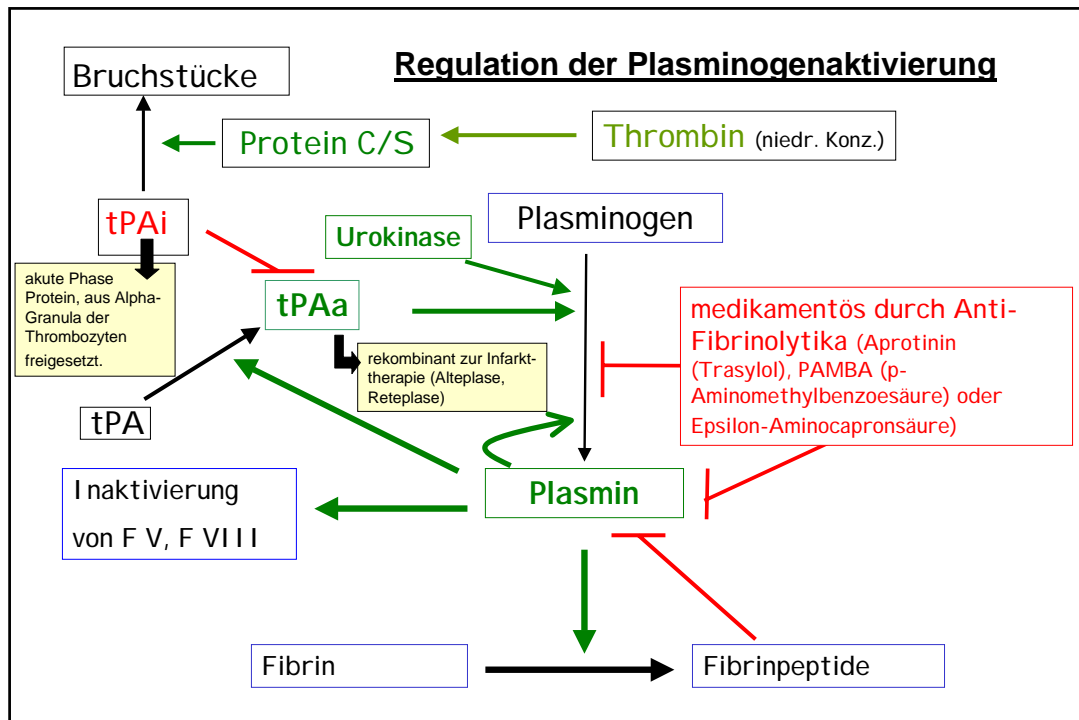 Regulation der Plasminogenaktivierung
Bruchstücke
Protein C/S
Thrombin (niedr. Konz.)
tPAi
Urokinase
Plasminogen
akute Phase
Protein, aus Alpha-
Granula der
Thrombozyten
freigesetzt.
tPAa
rekombinant zur Infarkt-
therapie (Alteplase,
Reteplase)
medikamentös durch Anti-
Fibrinolytika (Aprotinin
(Trasylol), PAMBA (p-
Aminomethylbenzoesäure) oder
Epsilon-Aminocapronsäure)
tPA
Inaktivierung
von F V, F VIII
Plasmin
Fibrin
Fibrinpeptide